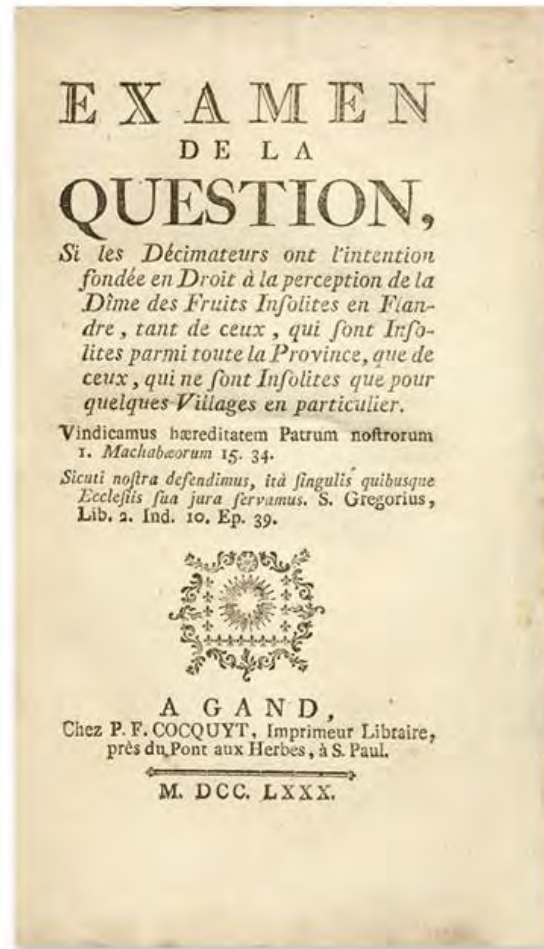 EXAMEN
DE LA
QUESTION,
Si les Décimateurs ont l'intention
fondée en Droit à la perception de la
Dîme des Fruits Inſolites en Flan-
dre, tant de ceux, qui ſont Inſo-
lites parmi toute la Province, que de
ceux, qui ne ſont Inſolites que pour
quelques Villages en particulier.
Vindicamus hæreditatem Patrum noſtrorum
1. Machabæorum 15. 34.
Sicuti noſtra defendimus, ità ſingulis quibusque
Eccleſiis ſua jura ſervamus. S. Gregorius,
Lib. 2. Ind. 10. Ep. 39.
A GAND,
Chez P. F. COCQUYT, Imprimeur Libraire,
près du Pont aux Herbes, à S. Paul.
M. DCC. LXXX.